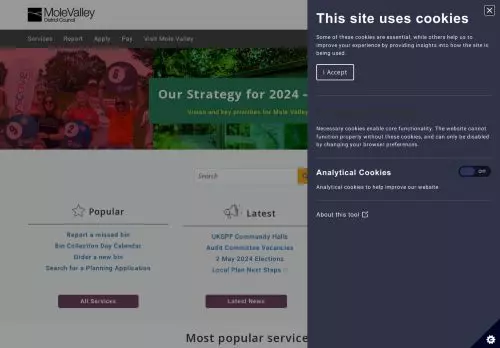 MoleValley
District Council
Services
Report
Apply
Pay
Visit Mole Valley
Our Strategy for 2024 –
Vision and key priorities for Mole Valley
Search
Popular
Report a missed bin
Bin Collection Day Calendar
Order a new bin
Search for a Planning Application
All Services
Latest
UKSPF Community Halls
Audit Committee Vacancies
2 May 2024 Elections
Local Plan Next Steps
Latest News
Most popular service
This site uses cookies
Some of these cookies are essential, while others help us to
improve your experience by providing insights into how the site is
being used.
I Accept
Necessary cookies enable core functionality. The website cannot
function properly without these cookies, and can only be disabled
by changing your browser preferences.
Analytical Cookies
Off
Analytical cookies to help improve our website
About this tool